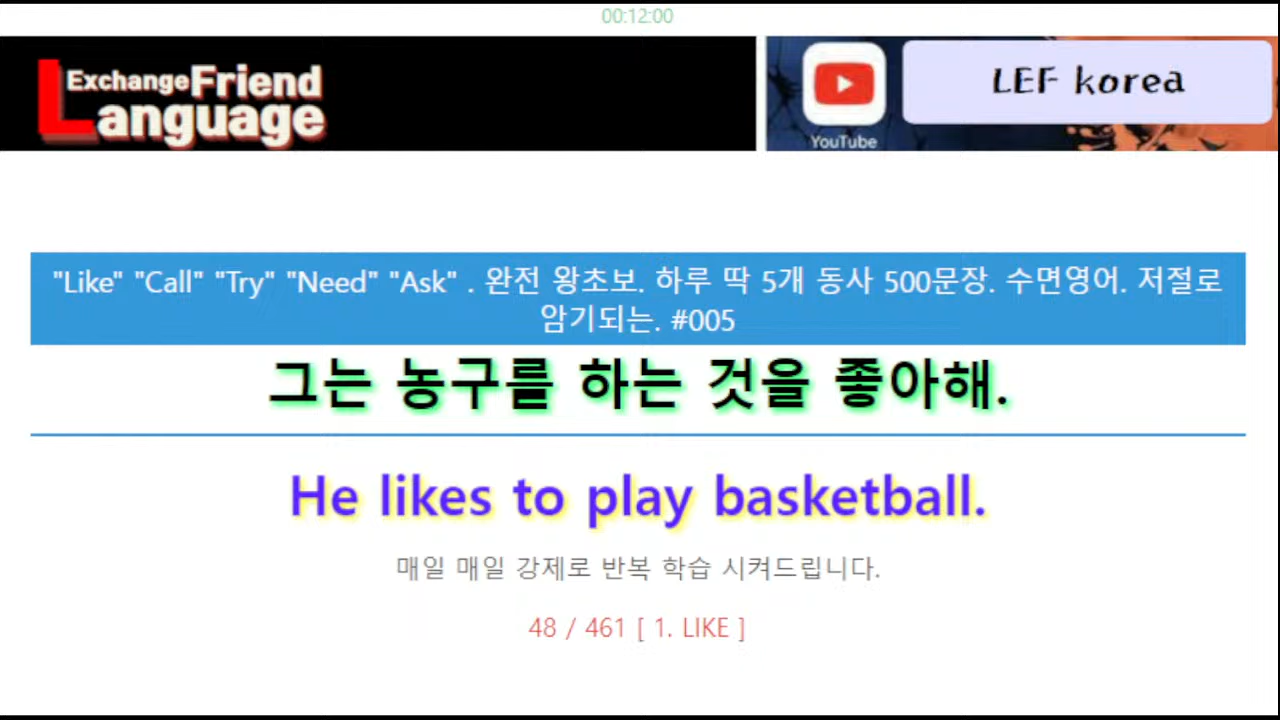 00:12:00
ExchangeFriend
Language
LEF korea
YouTube
"Like" "Call" "Try" "Need" "Ask" . 완전 왕초보. 하루 딱 5개 동사 500문장. 수면영어. 저절로
암기되는. #005
그는 농구를 하는 것을 좋아해.
He likes to play basketball.
매일 매일 강제로 반복 학습 시켜드립니다.
48 / 461 [ 1. LIKE ]